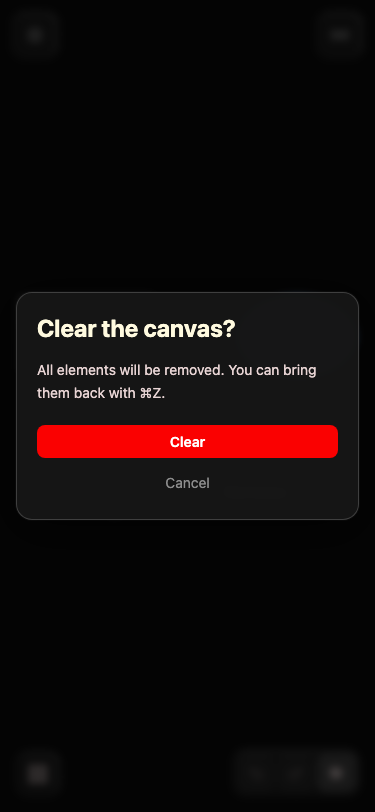 Clear the canvas?
All elements will be removed. You can bring
them back with ⌘Z.
Clear
Cancel